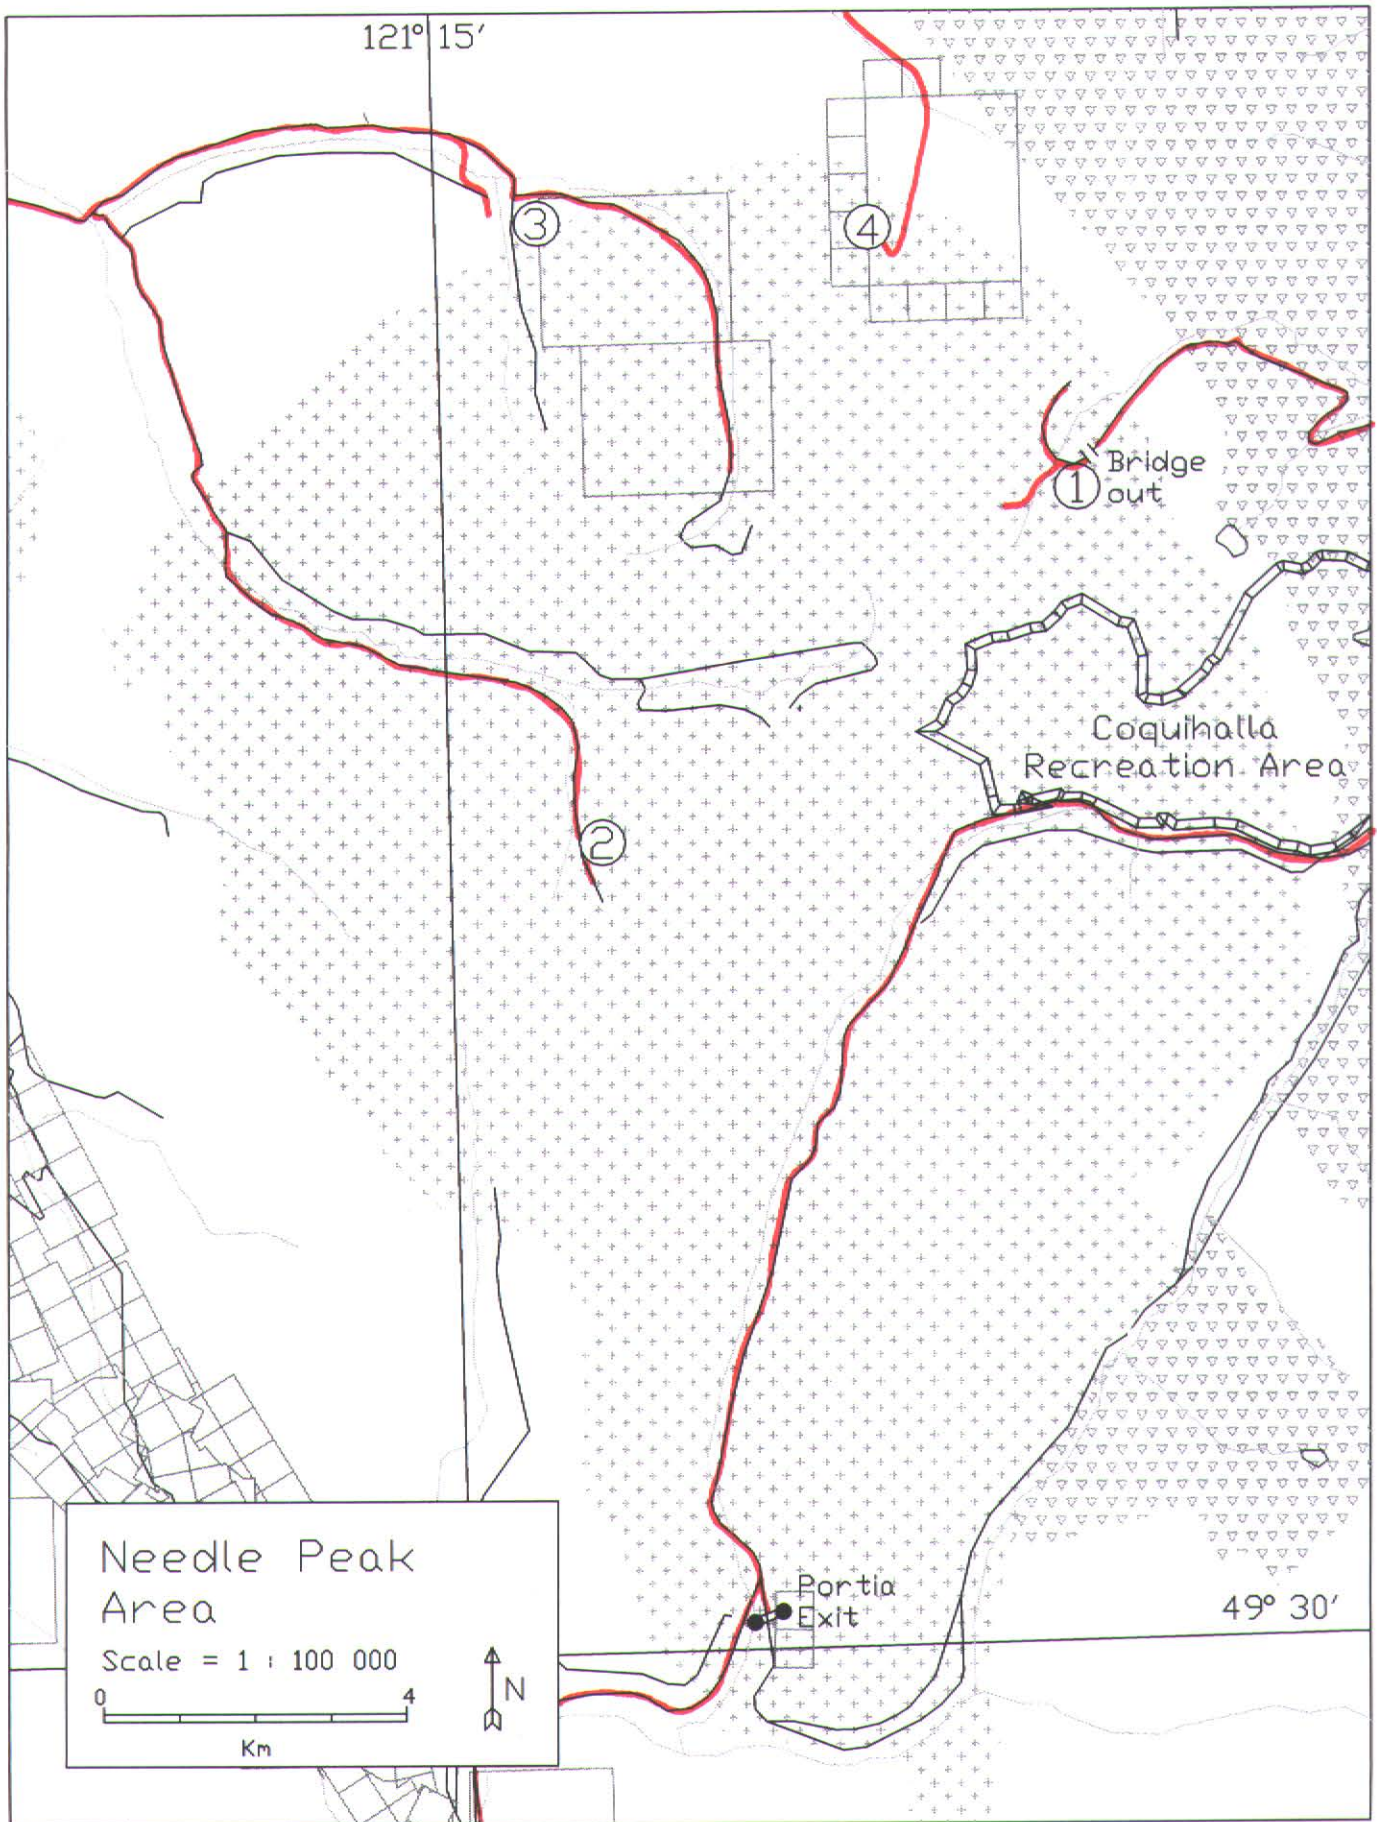 121° 15′
3
4
Bridge
1 out
Coquihalla
Recreation Area
2
Portia
Exit
49° 30′
Needle Peak
Area
Scale = 1 : 100 000
0 4
N
Km